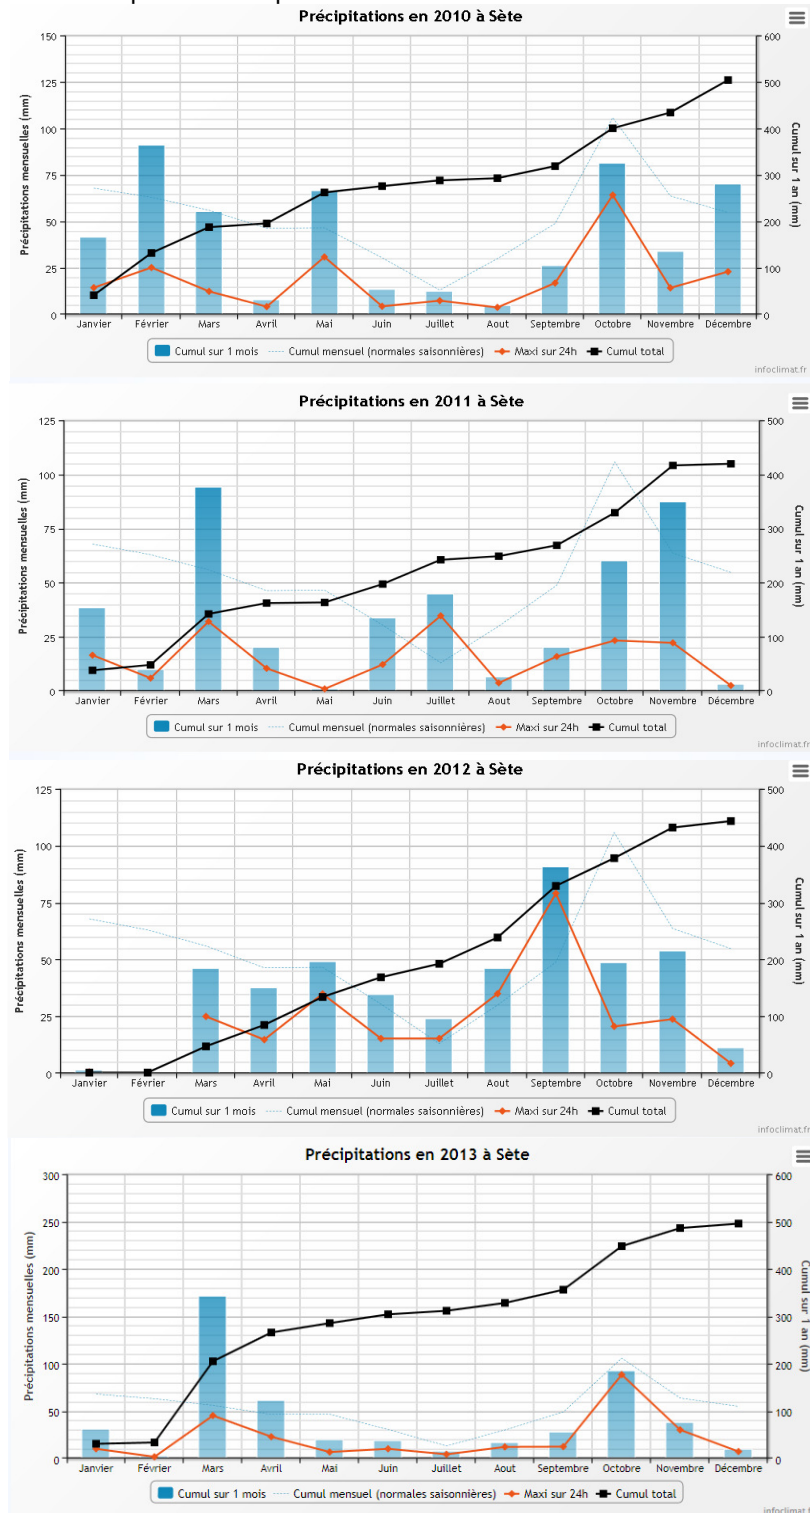 Précipitations en 2010 à Sète
Précipitations mensuelles (mm)
150
125
100
75
50
25
0
600
500
400
300
200
100
0
Cumul sur 1 an (mm)
Janvier Février Mars Avril Mai Juin Juillet Aout Septembre Octobre Novembre Décembre
Cumul sur 1 mois Cumul mensuel (normales saisonnières) Maxi sur 24h Cumul total
infoclimat.fr
Précipitations en 2011 à Sète
Précipitations mensuelles (mm)
125
100
75
50
25
0
500
400
300
200
100
0
Cumul sur 1 an (mm)
Janvier Février Mars Avril Mai Juin Juillet Aout Septembre Octobre Novembre Décembre
Cumul sur 1 mois Cumul mensuel (normales saisonnières) Maxi sur 24h Cumul total
infoclimat.fr
Précipitations en 2012 à Sète
Précipitations mensuelles (mm)
125
100
75
50
25
0
500
400
300
200
100
0
Cumul sur 1 an (mm)
Janvier Février Mars Avril Mai Juin Juillet Aout Septembre Octobre Novembre Décembre
Cumul sur 1 mois Cumul mensuel (normales saisonnières) Maxi sur 24h Cumul total
infoclimat.fr
Précipitations en 2013 à Sète
Précipitations mensuelles (mm)
300
250
200
150
100
50
0
600
500
400
300
200
100
0
Cumul sur 1 an (mm)
Janvier Février Mars Avril Mai Juin Juillet Aout Septembre Octobre Novembre Décembre
Cumul sur 1 mois Cumul mensuel (normales saisonnières) Maxi sur 24h Cumul total